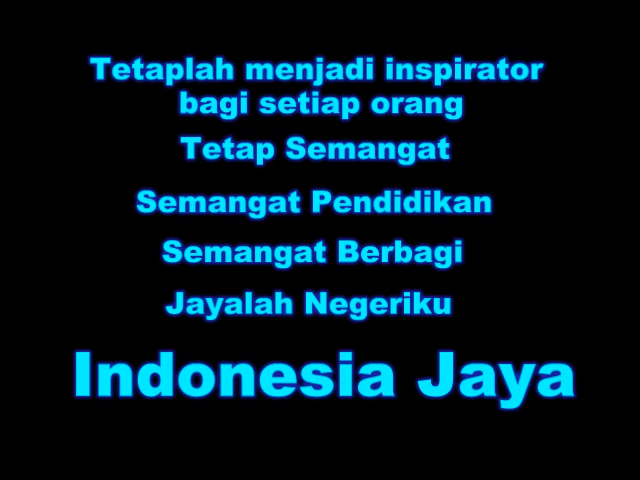 Tetaplah menjadi inspirator
bagi setiap orang
Tetap Semangat
Semangat Pendidikan
Semangat Berbagi
Jayalah Negeriku
Indonesia Jaya